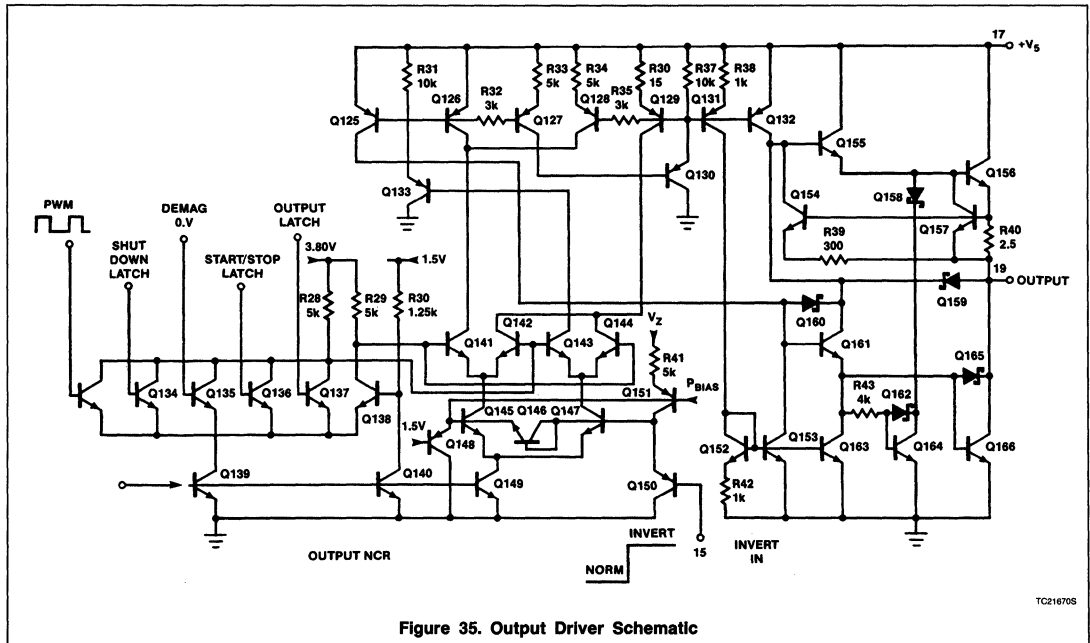 17
+V5
R31
10k
R33
5k
R34
5k
R30
15
R37
10k
R38
1k
Q126
R32
3k
Q128
R35
3k
Q129
Q131
Q125
Q127
Q132
Q155
Q130
Q133
Q154
Q158
Q156
Q157
R39
300
R40
2.5
19
OUTPUT
Q159
PWM
SHUT
DOWN
LATCH
DEMAG
0.V
START/STOP
LATCH
OUTPUT
LATCH
3.80V
1.5V
R28
5k
R29
5k
R30
1.25k
Q141
Q142
Q143
Q144
VZ
R41
5k
PBIAS
Q160
Q161
Q165
Q134
Q135
Q136
Q137
Q138
Q145
Q146
Q147
Q151
1.5V
Q148
R43
4k
Q162
Q152
Q153
Q163
Q164
Q166
Q139
Q140
Q149
Q150
R42
1k
15
OUTPUT NCR
INVERT
NORM
INVERT
IN
TC21670S
Figure 35. Output Driver Schematic